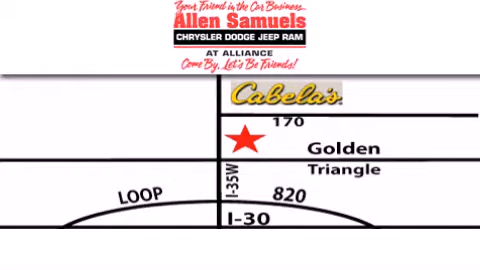 Your Friend in the Car Business...
Allen Samuels
CHRYSLER DODGE JEEP RAM
AT ALLIANCE
Come By, Let's Be Friends!
Cabela's
170
Golden
Triangle
I-35W
LOOP 820
I-30